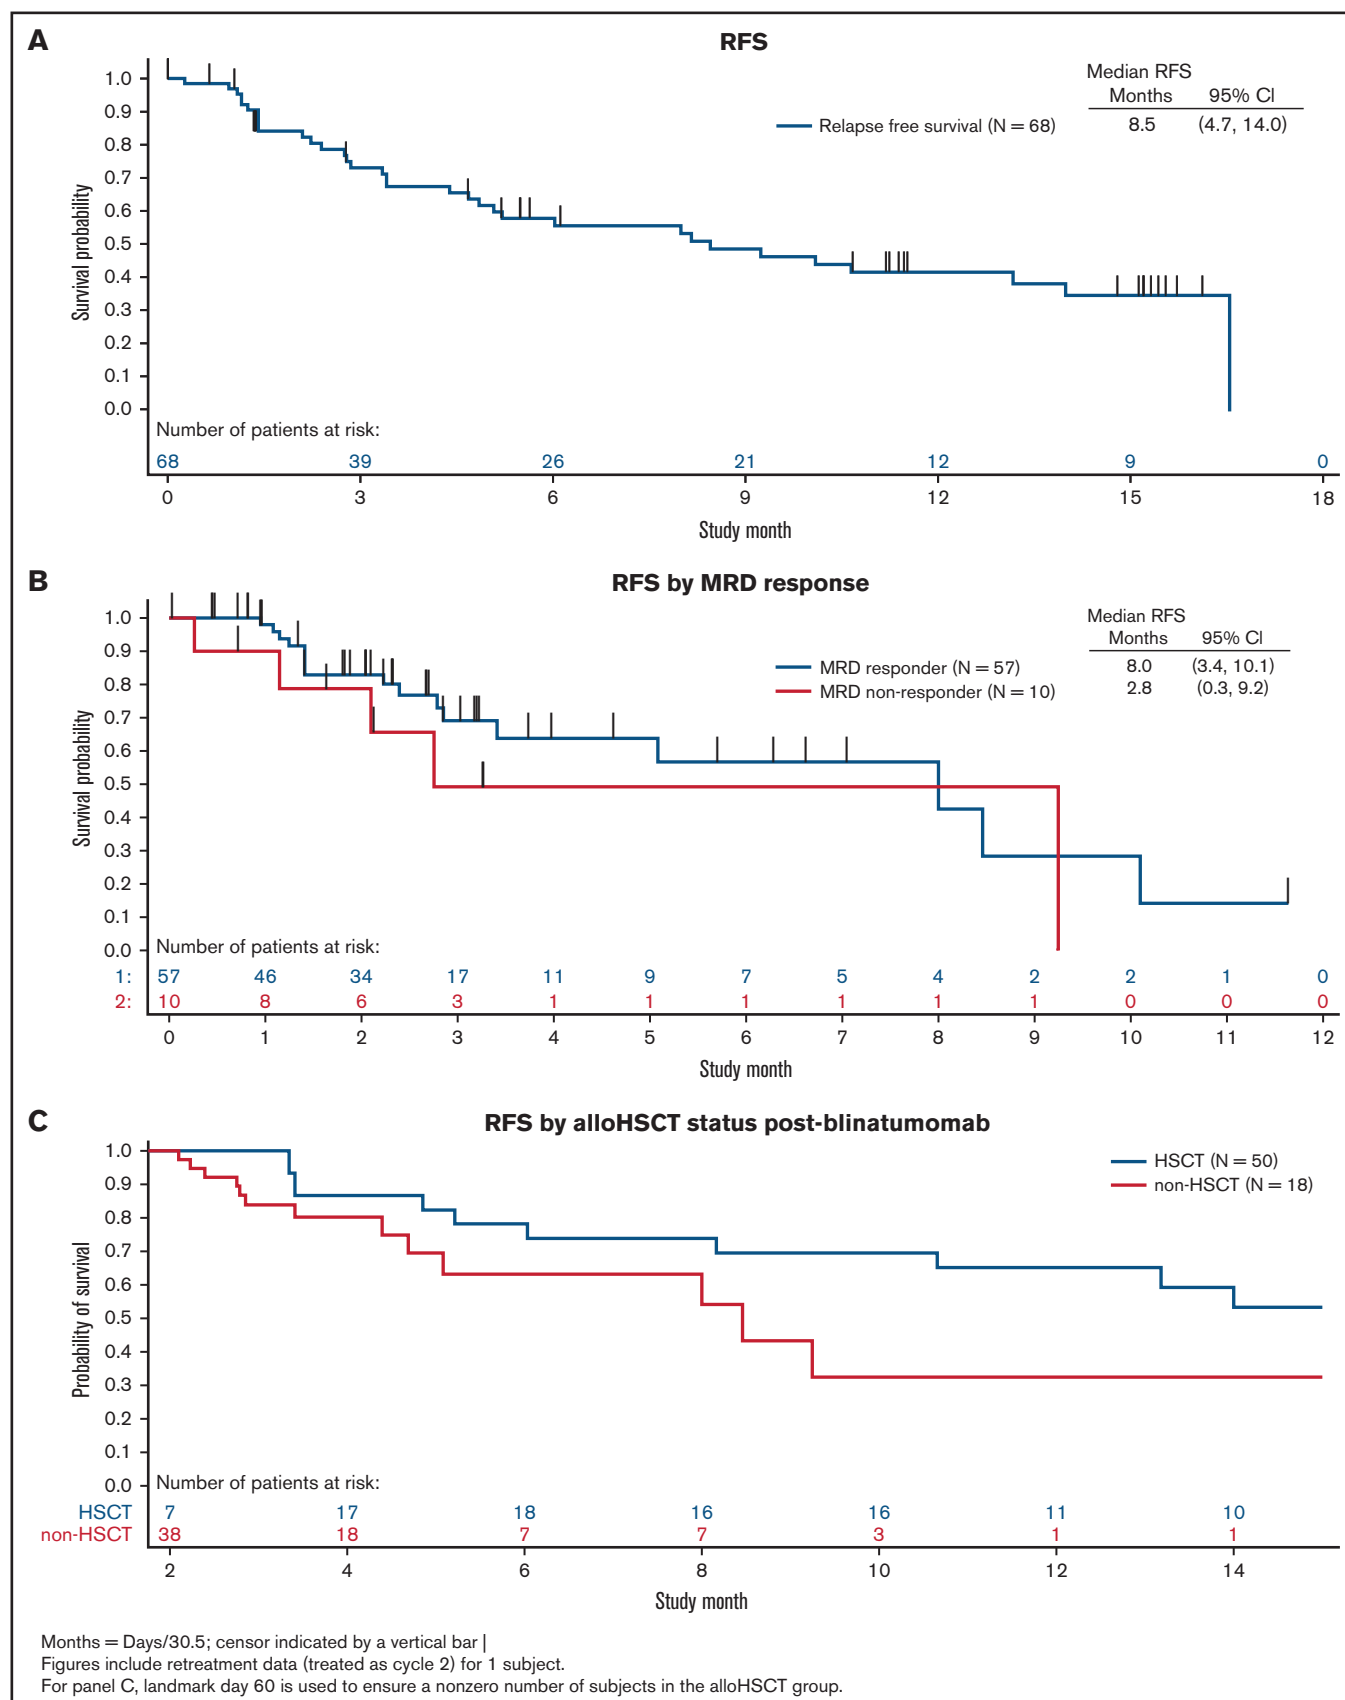 A
RFS
Median RFS
Months 95% CI
8.5 (4.7, 14.0)
Relapse free survival (N = 68)
Survival probability
1.0
0.9
0.8
0.7
0.6
0.5
0.4
0.3
0.2
0.1
0.0
Number of patients at risk:
68 39 26 21 12 9 0
0 3 6 9 12 15 18
Study month
B
RFS by MRD response
Median RFS
Months 95% CI
MRD responder (N = 57) 8.0 (3.4, 10.1)
MRD non-responder (N = 10) 2.8 (0.3, 9.2)
Survival probability
1.0
0.9
0.8
0.7
0.6
0.5
0.4
0.3
0.2
0.1
0.0
Number of patients at risk:
1: 57 46 34 17 11 9 7 5 4 2 2 1 0
2: 10 8 6 3 1 1 1 1 1 1 0 0 0
0 1 2 3 4 5 6 7 8 9 10 11 12
Study month
C
RFS by alloHSCT status post-blinatumomab
HSCT (N = 50)
non-HSCT (N = 18)
Probability of survival
1.0
0.9
0.8
0.7
0.6
0.5
0.4
0.3
0.2
0.1
0.0
Number of patients at risk:
HSCT 7 17 18 16 16 11 10
non-HSCT 38 18 7 7 3 1 1
2 4 6 8 10 12 14
Study month
Months = Days/30.5; censor indicated by a vertical bar |
Figures include retreatment data (treated as cycle 2) for 1 subject.
For panel C, landmark day 60 is used to ensure a nonzero number of subjects in the alloHSCT group.